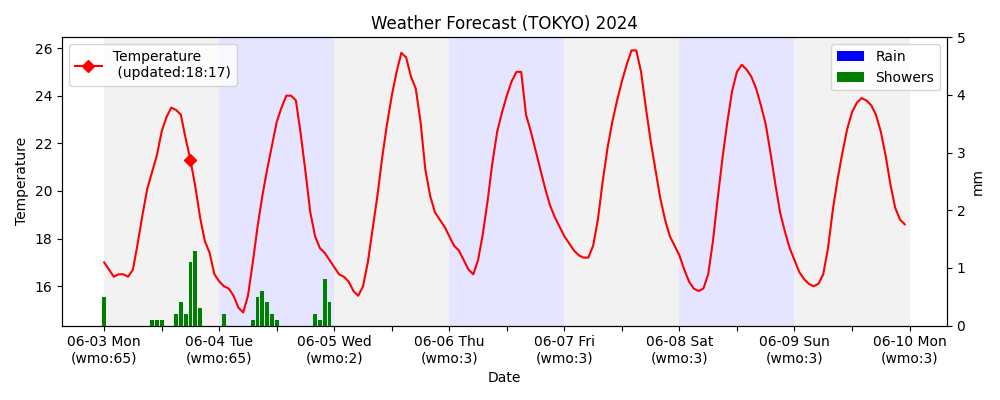 Weather Forecast (TOKYO) 2024
Temperature
(updated:18:17)
Rain
Showers
26
24
22
20
18
16
Temperature
5
4
3
2
1
0
mm
06-03 Mon 06-04 Tue 06-05 Wed 06-06 Thu 06-07 Fri 06-08 Sat 06-09 Sun 06-10 Mon
(wmo:65) (wmo:65) (wmo:2) (wmo:3) (wmo:3) (wmo:3) (wmo:3) (wmo:3)
Date